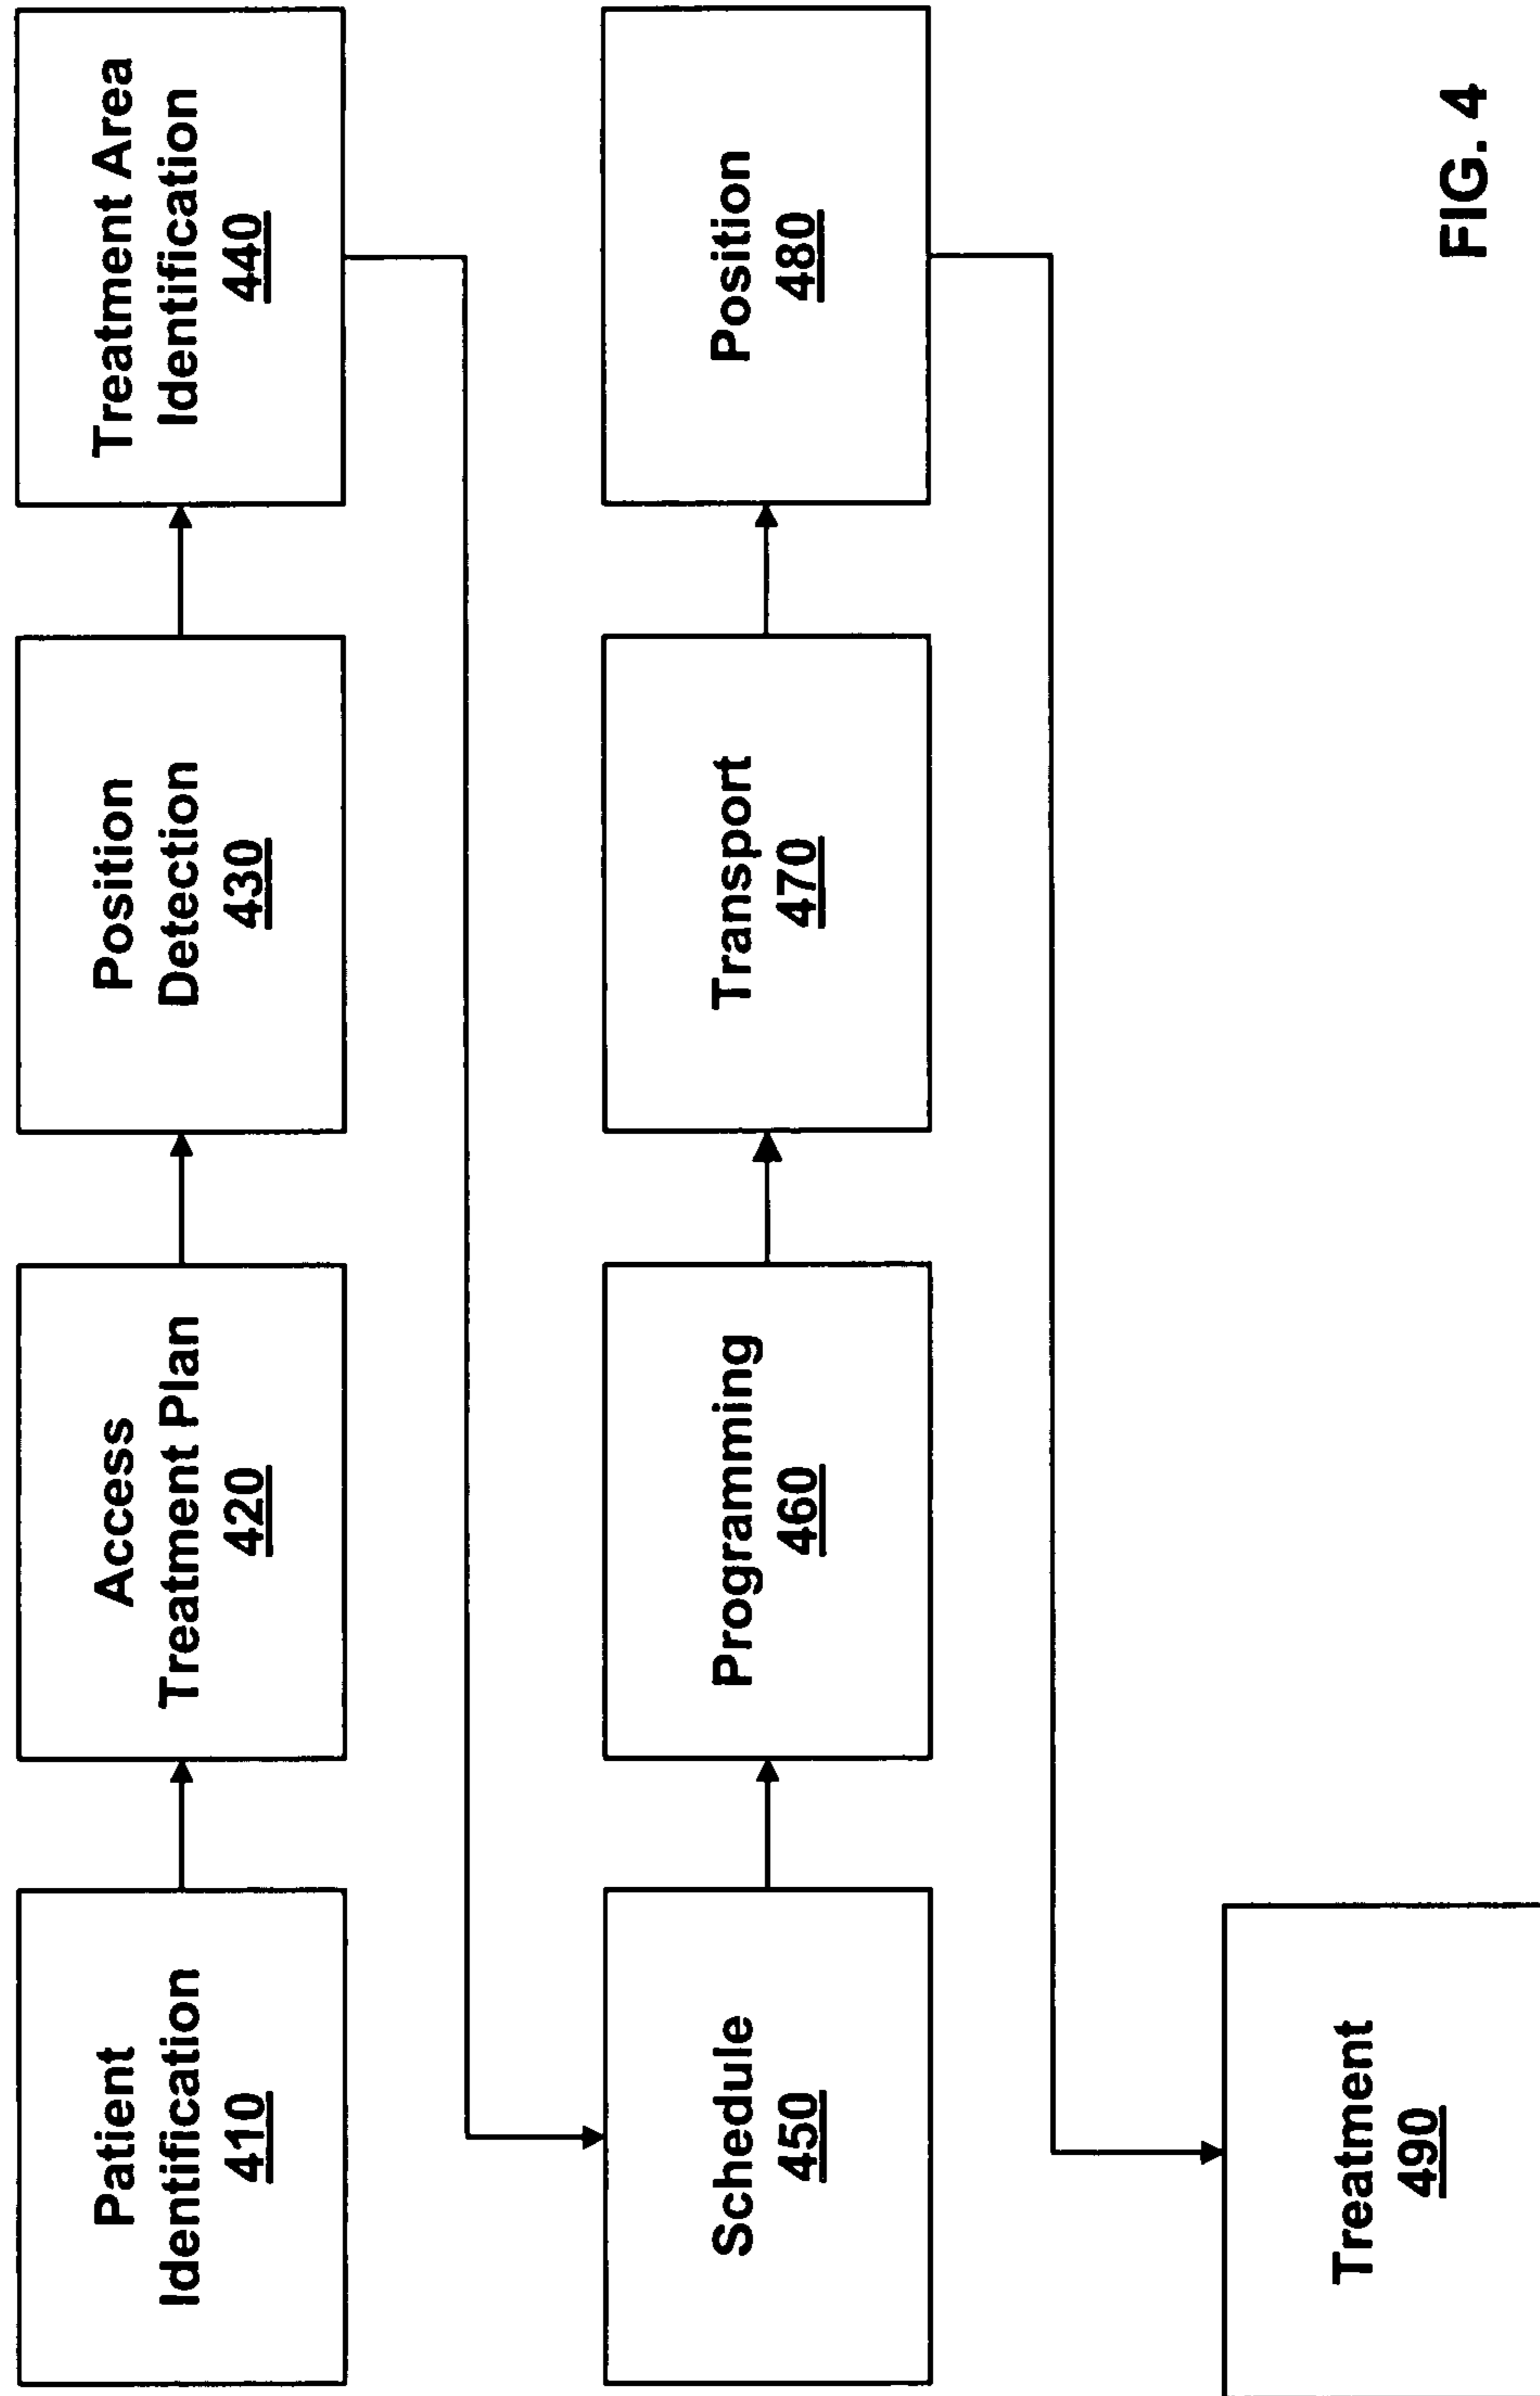 Patient
Identification
410
Access
Treatment Plan
420
Position
Detection
430
Treatment Area
Identification
440
Schedule
450
Programming
460
Transport
470
Position
480
Treatment
490
FIG. 4